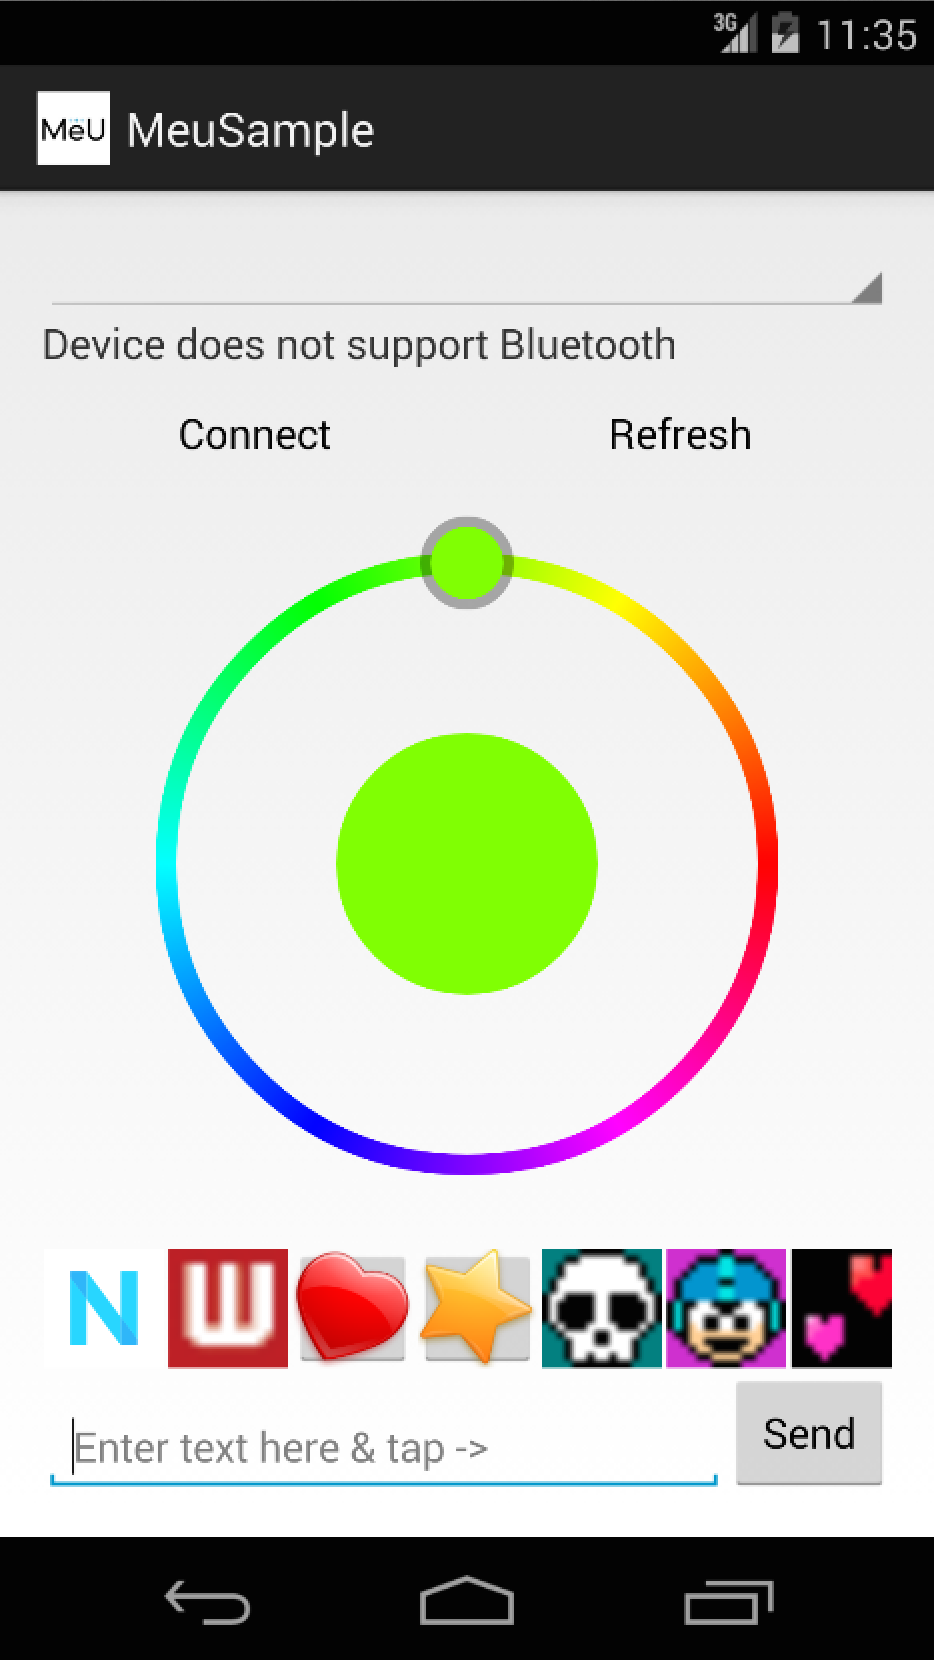 3G 11:35
MeU MeuSample
Device does not support Bluetooth
Connect Refresh
N W
Enter text here & tap -> Send